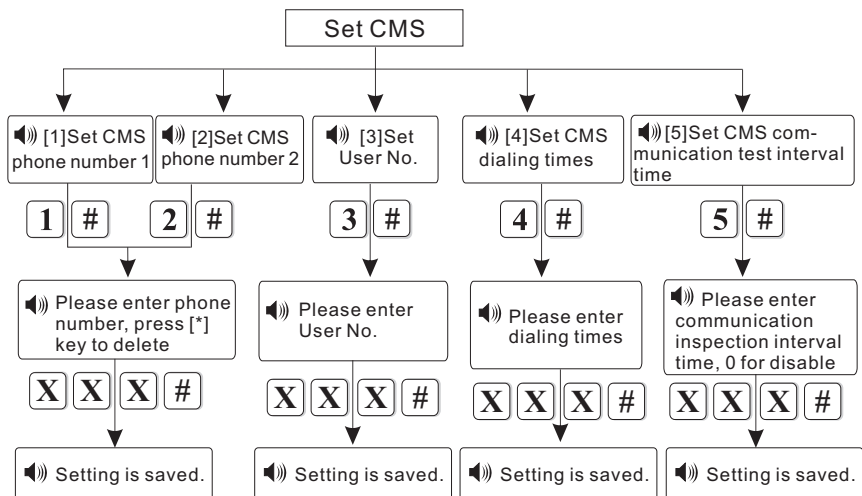 Set CMS
[1]Set CMS
phone number 1
[2]Set CMS
phone number 2
[3]Set
User No.
[4]Set CMS
dialing times
[5]Set CMS com-
munication test interval
time
1 #
2 #
3 #
4 #
5 #
Please enter phone
number, press [*]
key to delete
Please enter
User No.
Please enter
dialing times
Please enter
communication
inspection interval
time, 0 for disable
X X X #
X X X #
X X X #
X X X #
Setting is saved.
Setting is saved.
Setting is saved.
Setting is saved.